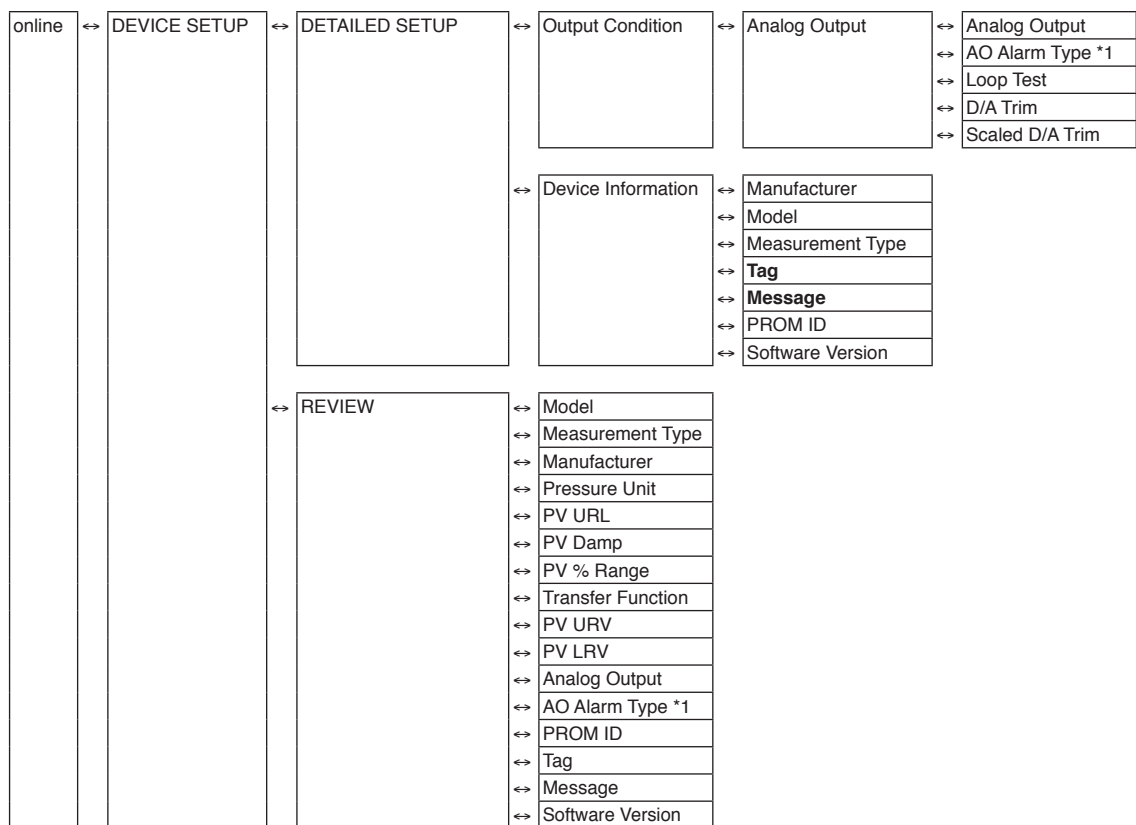 online ↔ DEVICE SETUP ↔ DETAILED SETUP ↔ Output Condition ↔ Analog Output ↔ Analog Output
↔ AO Alarm Type *1
↔ Loop Test
↔ D/A Trim
↔ Scaled D/A Trim
↔ Device Information ↔ Manufacturer
↔ Model
↔ Measurement Type
↔ Tag
↔ Message
↔ PROM ID
↔ Software Version
↔ REVIEW ↔ Model
↔ Measurement Type
↔ Manufacturer
↔ Pressure Unit
↔ PV URL
↔ PV Damp
↔ PV % Range
↔ Transfer Function
↔ PV URV
↔ PV LRV
↔ Analog Output
↔ AO Alarm Type *1
↔ PROM ID
↔ Tag
↔ Message
↔ Software Version